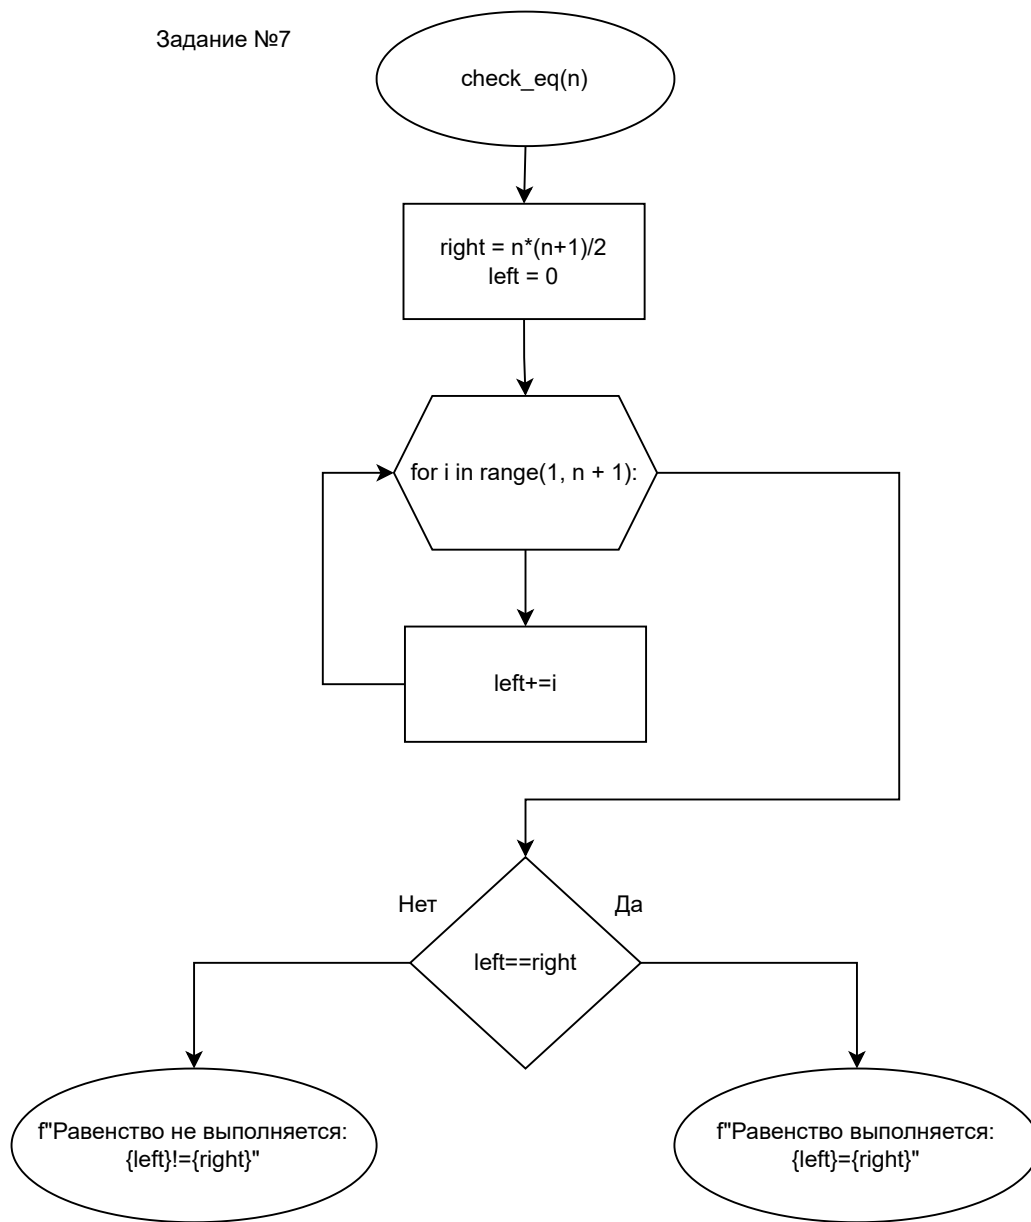 Задание №7
check_eq(n)
right = n*(n+1)/2
left = 0
for i in range(1, n + 1):
left+=i
Нет
Да
left==right
f"Равенство не выполняется:
{left}!={right}"
f"Равенство выполняется:
{left}={right}"